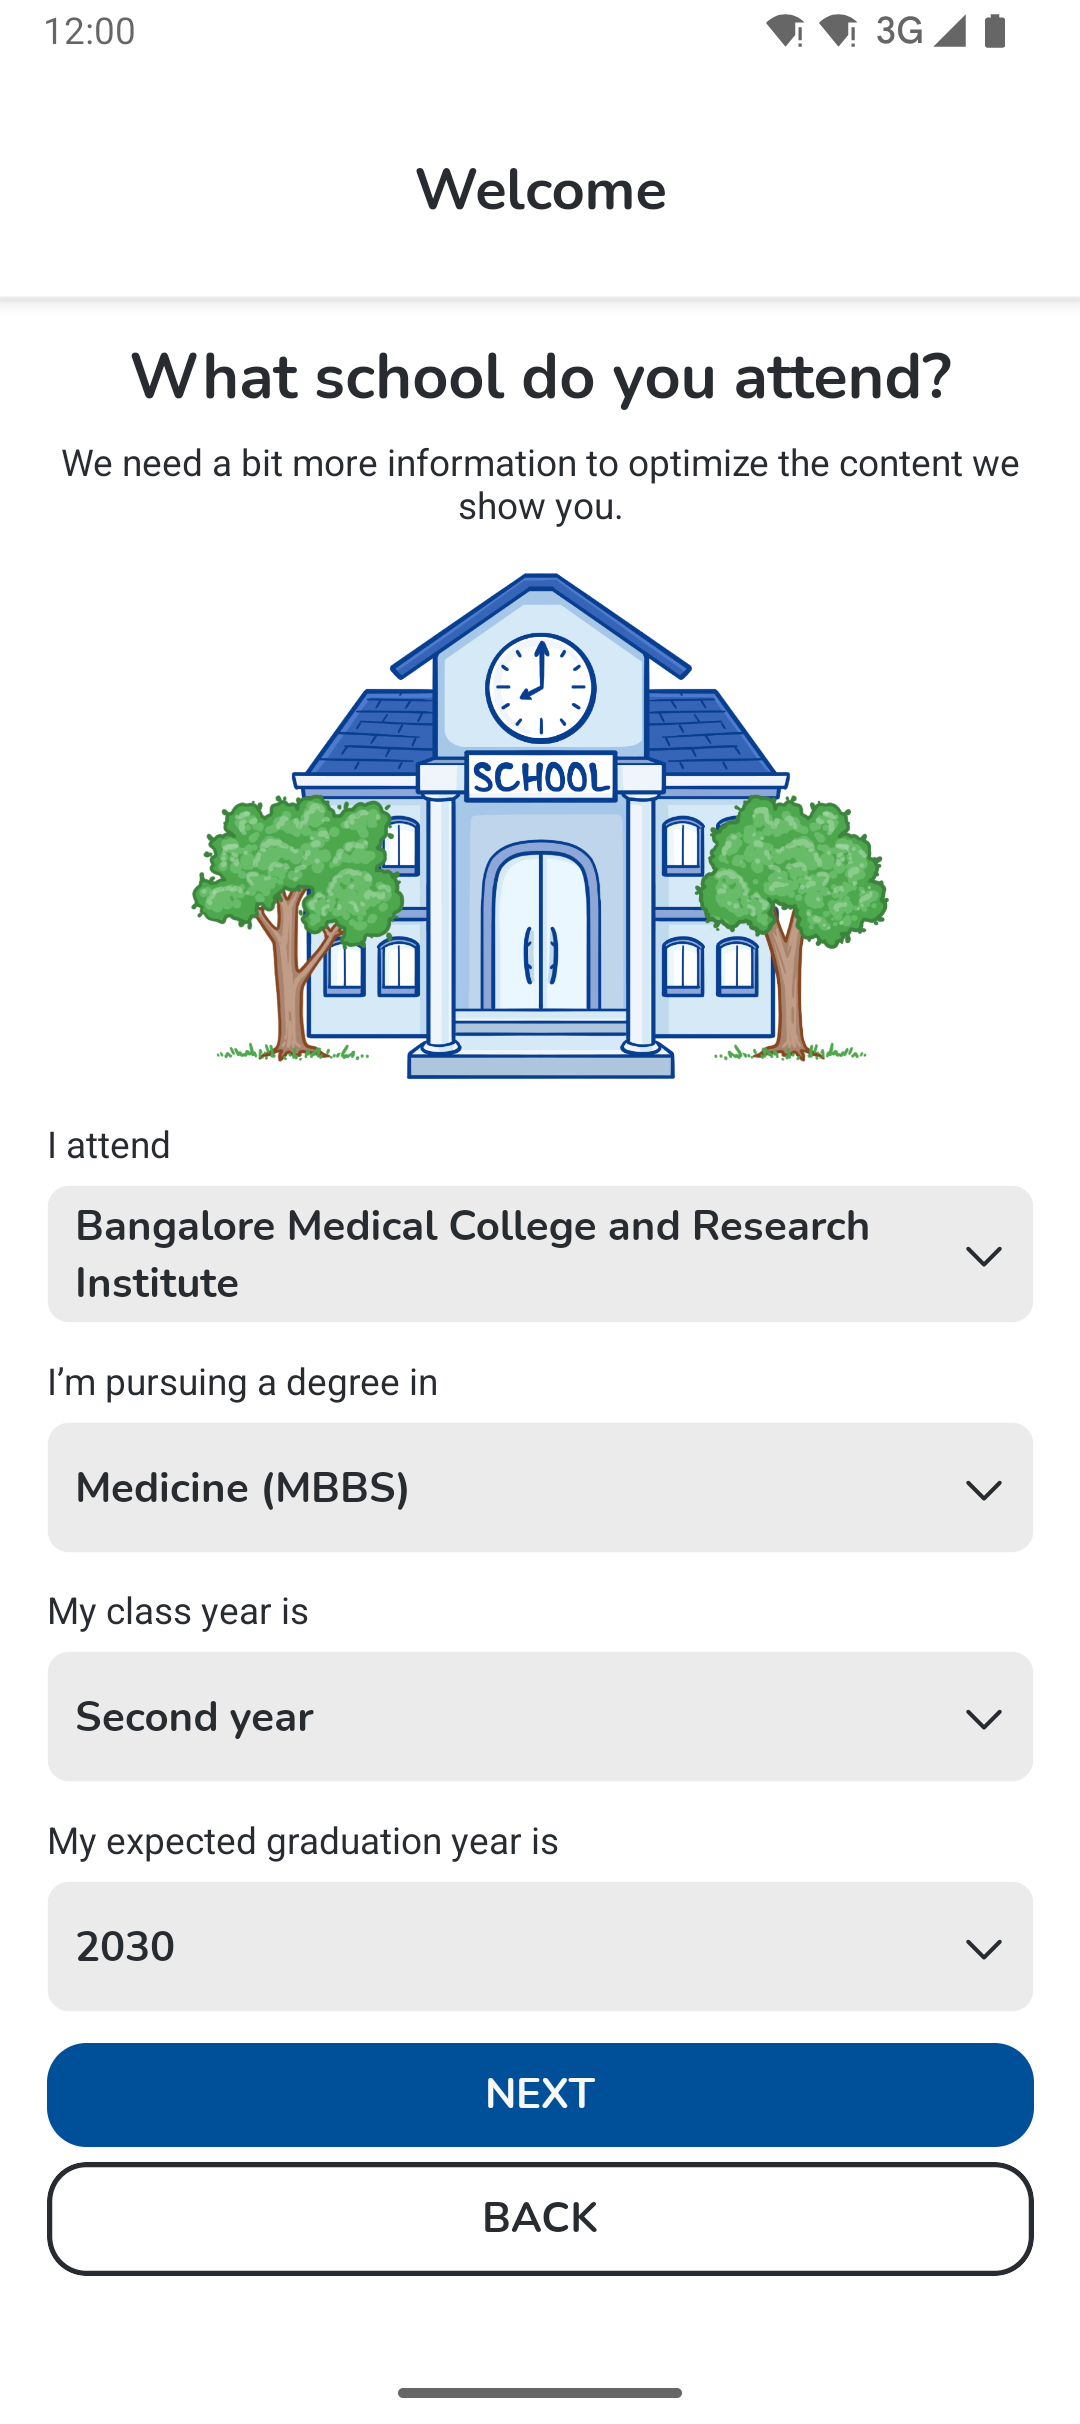 12:00
3G
Welcome
What school do you attend?
We need a bit more information to optimize the content we
show you.
SCHOOL
I attend
Bangalore Medical College and Research
Institute
I’m pursuing a degree in
Medicine (MBBS)
My class year is
Second year
My expected graduation year is
2030
NEXT
BACK